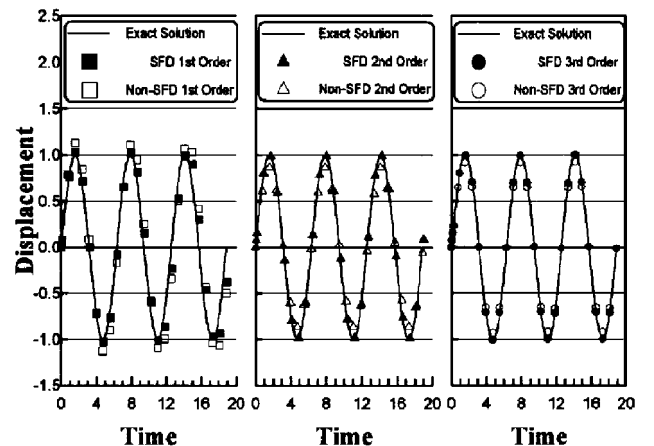 2.5
2.0
1.5
1.0
0.5
0.0
-0.5
-1.0
-1.5
Displacement
Exact Solution
SFD 1st Order
Non-SFD 1st Order
0 4 8 12 16 20
Time
Exact Solution
SFD 2nd Order
Non-SFD 2nd Order
0 4 8 12 16 20
Time
Exact Solution
SFD 3rd Order
Non-SFD 3rd Order
0 4 8 12 16 20
Time